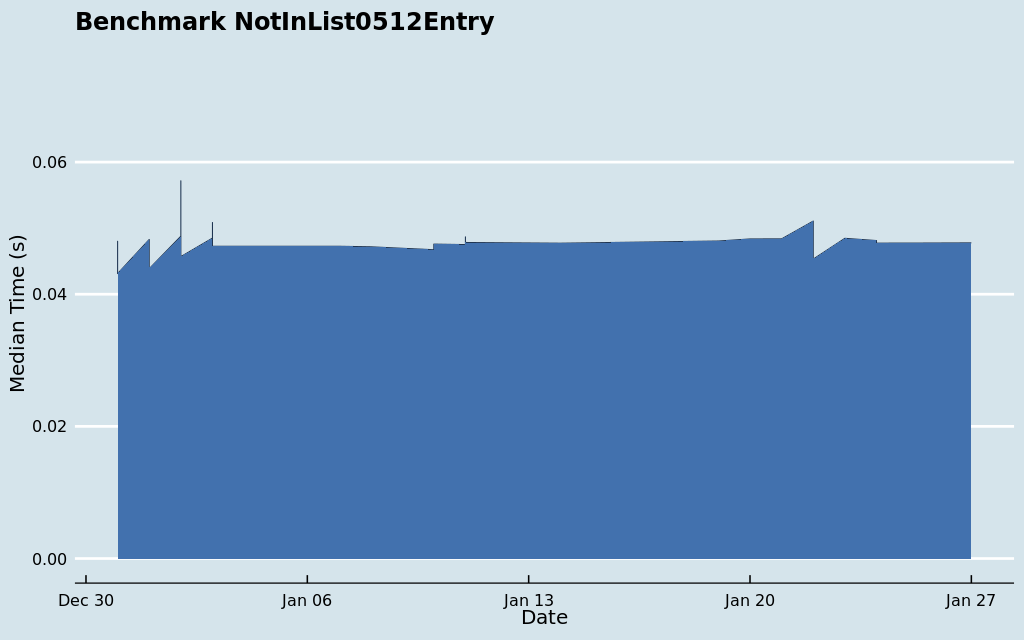 Benchmark NotInList0512Entry
Median Time (s)
0.06
0.04
0.02
0.00
Dec 30 Jan 06 Jan 13 Jan 20 Jan 27
Date